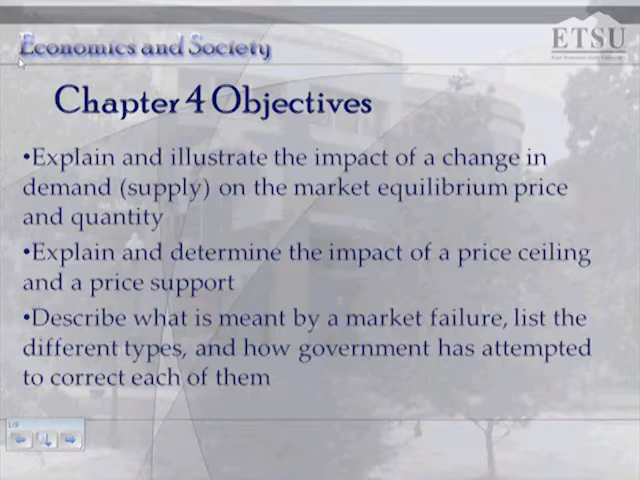 Economics and Society
ETSU
Chapter 4 Objectives
•Explain and illustrate the impact of a change in
demand (supply) on the market equilibrium price
and quantity
•Explain and determine the impact of a price ceiling
and a price support
•Describe what is meant by a market failure, list the
different types, and how government has attempted
to correct each of them
1/9